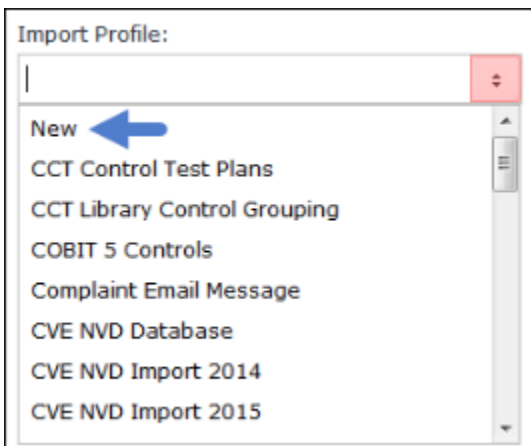 Import Profile:
New
CCT Control Test Plans
CCT Library Control Grouping
COBIT 5 Controls
Complaint Email Message
CVE NVD Database
CVE NVD Import 2014
CVE NVD Import 2015